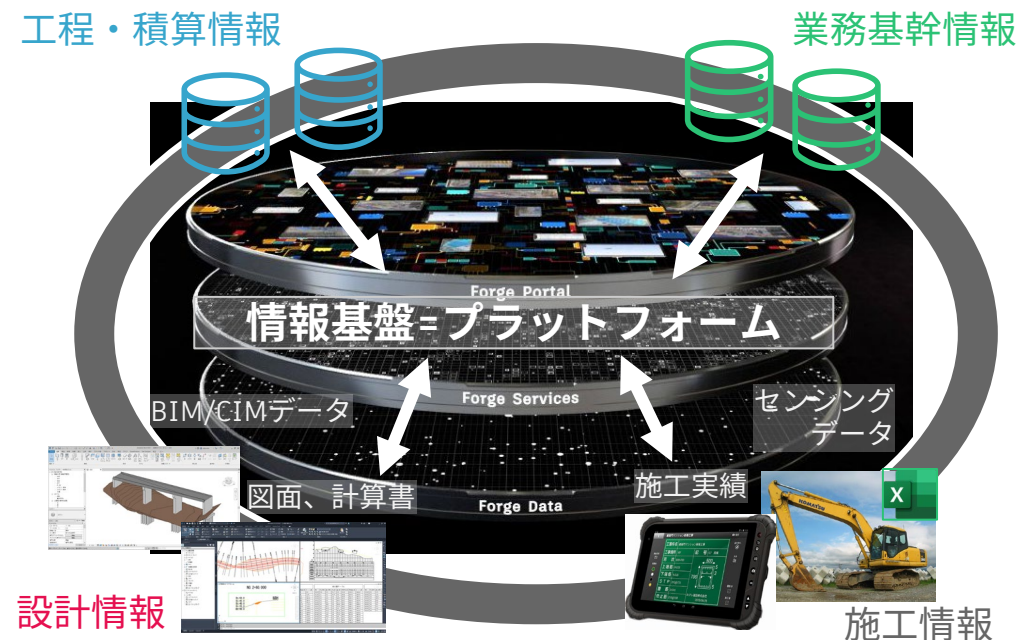 工程・積算情報
業務基幹情報
Forge Portal
情報基盤=プラットフォーム
Forge Services
BIM/CIMデータ
センシング
データ
図面、計算書
施工実績
Forge Data
KOMATSU
X
設計情報
施工情報